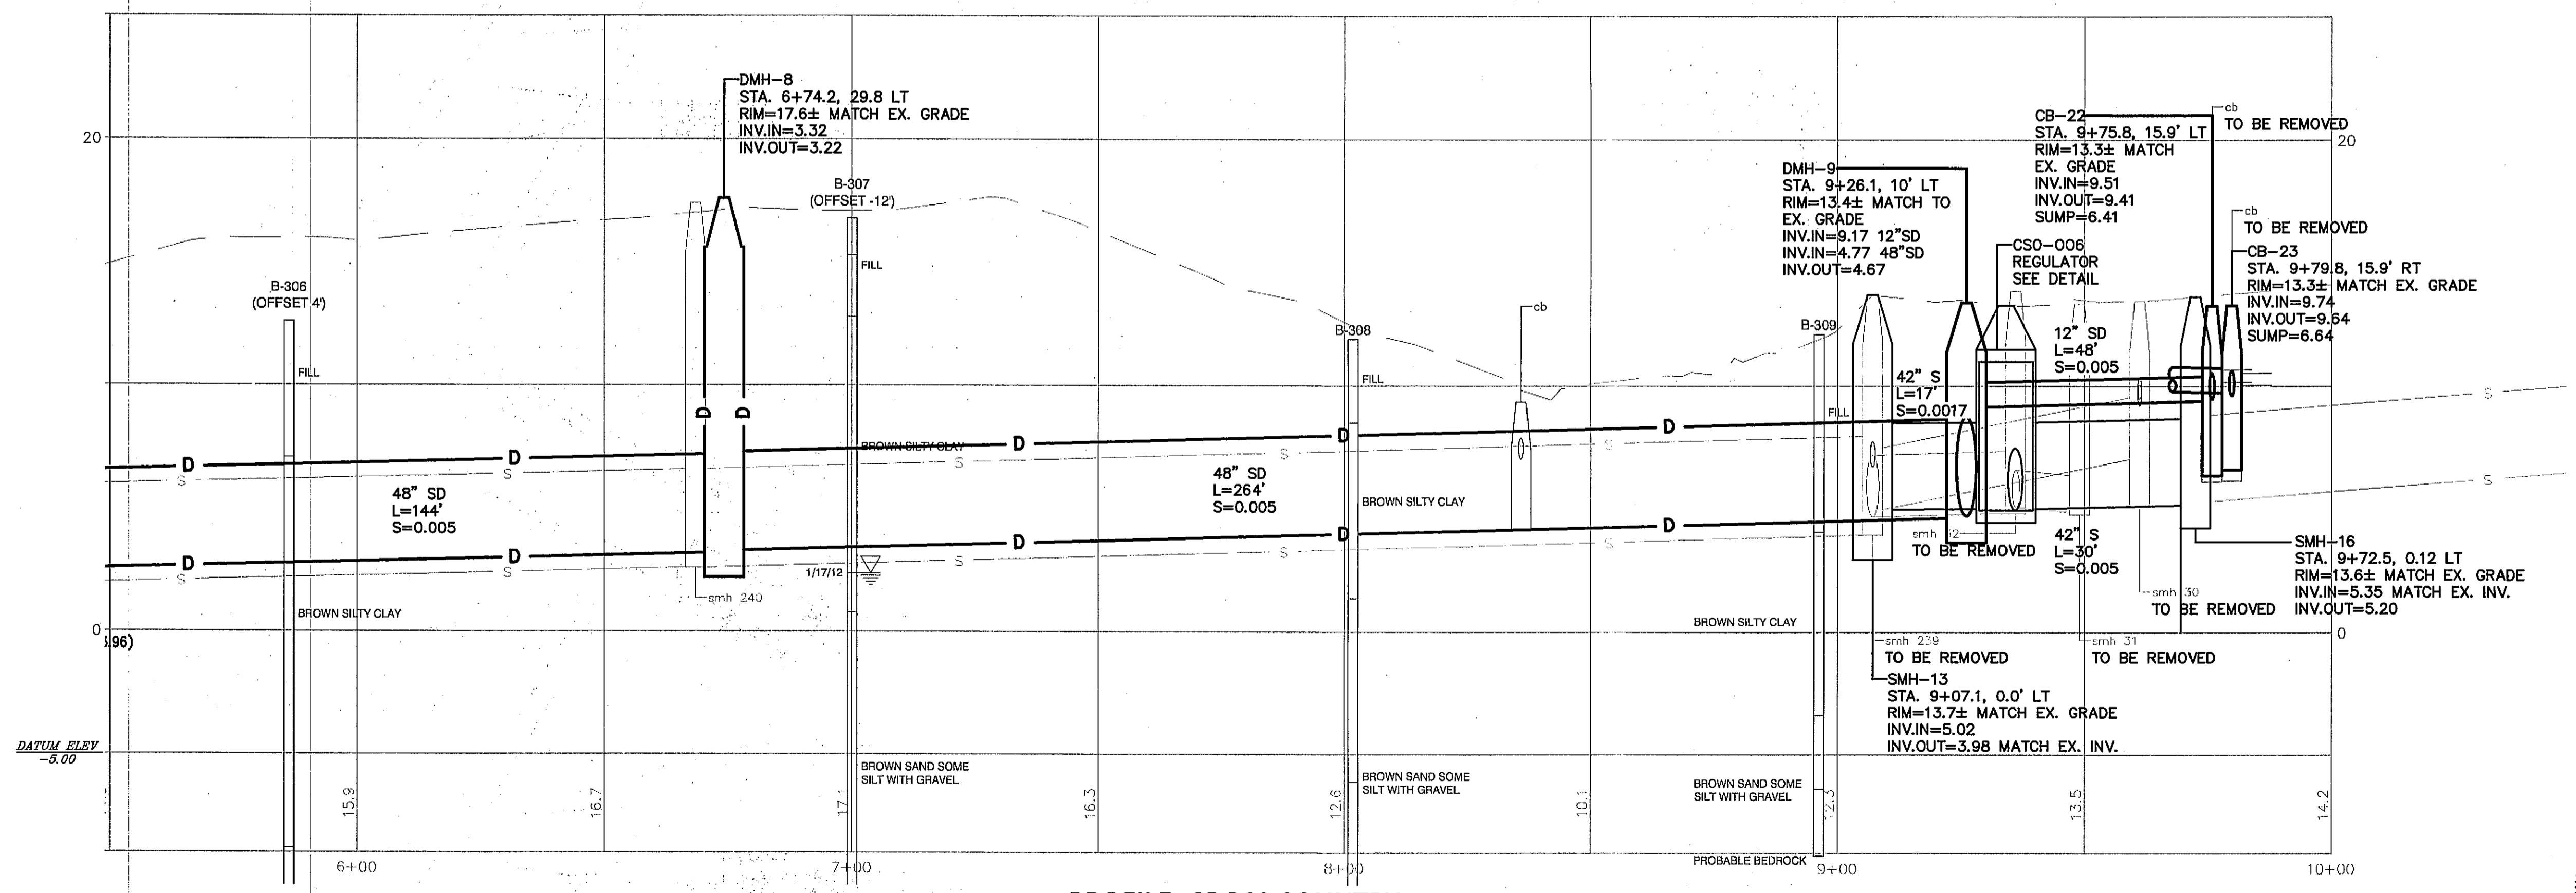 DMH-8
STA. 6+74.2, 29.8 LT
RIM=17.6± MATCH EX. GRADE
INV.IN=3.32
INV.OUT=3.22
20
B-307
(OFFSET -12')
FILL
B-306
(OFFSET 4')
FILL
D
D
D
D
D
D
D
D
D
D
D
D
S
S
S
S
S
S
S
S
S
S
S
S
48" SD
L=144'
S=0.005
BROWN SILTY CLAY
0
.96)
smh 240
BROWN SILTY CLAY
1/17/12
48" SD
L=264'
S=0.005
B-308
FILL
BROWN SILTY CLAY
cb
B-309
FILL
BROWN SILTY CLAY
DMH-9
STA. 9+26.1, 10' LT
RIM=13.4± MATCH TO
EX. GRADE
INV.IN=9.17 12"SD
INV.IN=4.77 48"SD
INV.OUT=4.67
CB-22
STA. 9+75.8, 15.9' LT
RIM=13.3± MATCH
EX. GRADE
INV.IN=9.51
INV.OUT=9.41
SUMP=6.41
cb
TO BE REMOVED
20
cb
TO BE REMOVED
CSO-006
REGULATOR
SEE DETAIL
CB-23
STA. 9+79.8, 15.9' RT
RIM=13.3± MATCH EX. GRADE
INV.IN=9.74
INV.OUT=9.64
SUMP=6.64
12" SD
L=48'
S=0.005
42" S
L=17'
S=0.0017
smh
TO BE REMOVED
42" S
L=30'
S=0.005
SMH-16
STA. 9+72.5, 0.12 LT
RIM=13.6± MATCH EX. GRADE
INV.IN=5.35 MATCH EX. INV.
INV.OUT=5.20
smh 30
TO BE REMOVED
0
smh 239
TO BE REMOVED
smh 31
TO BE REMOVED
SMH-13
STA. 9+07.1, 0.0' LT
RIM=13.7± MATCH EX. GRADE
INV.IN=5.02
INV.OUT=3.98 MATCH EX. INV.
DATUM ELEV
-5.00
BROWN SAND SOME
SILT WITH GRAVEL
BROWN SAND SOME
SILT WITH GRAVEL
BROWN SAND SOME
SILT WITH GRAVEL
PROBABLE BEDROCK
15.9
16.7
17.1
16.3
12.6
10.1
12.3
13.5
14.2
6+00
7+00
8+00
9+00
10+00